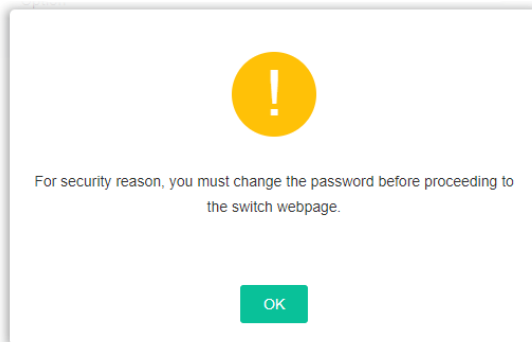 For security reason, you must change the password before proceeding to
the switch webpage.
OK